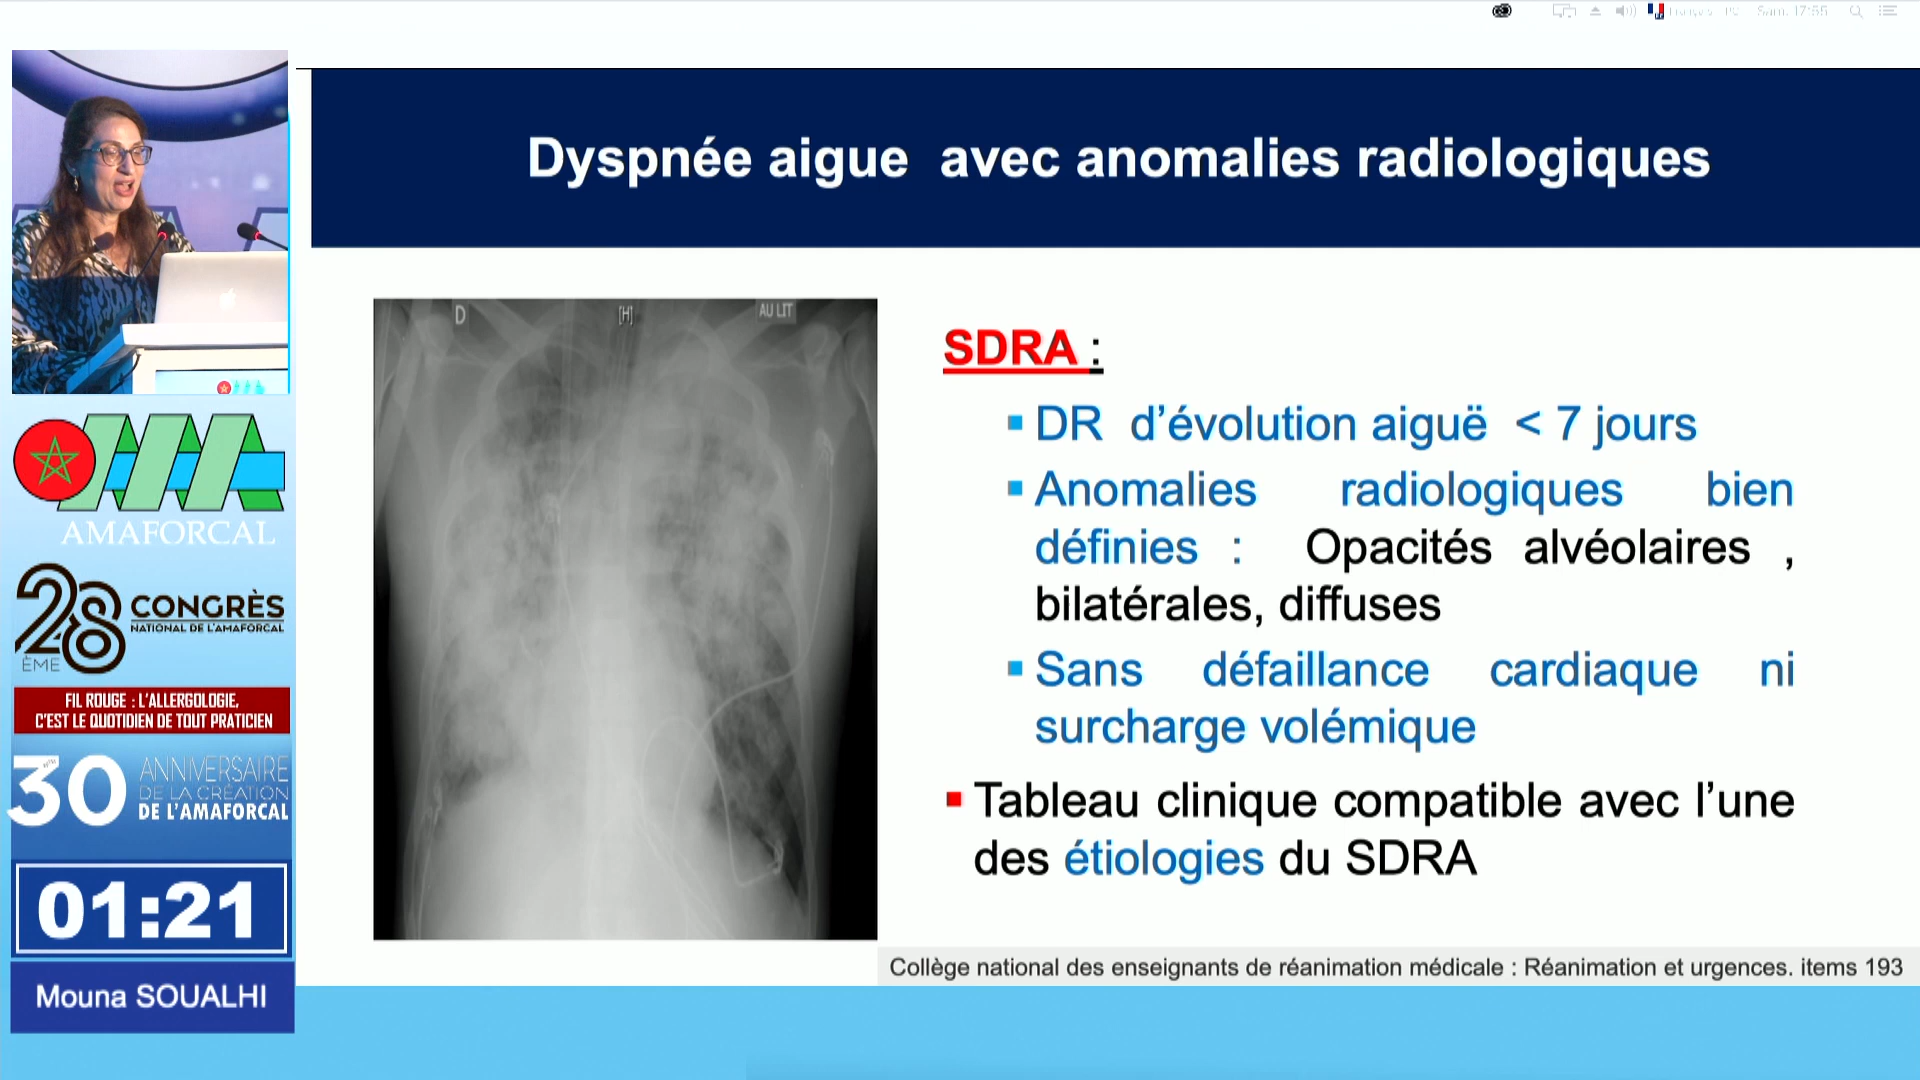 Sam. 17:55
Dyspnée aigue  avec anomalies radiologiques
D
[H]
AU LIT
SDRA :
DR  d’évolution aiguë  < 7 jours
Anomalies radiologiques bien
définies :  Opacités alvéolaires ,
bilatérales, diffuses
Sans défaillance cardiaque ni
surcharge volémique
Tableau clinique compatible avec l’une
des étiologies du SDRA
Collège national des enseignants de réanimation médicale : Réanimation et urgences. items 193
AMAFORCAL
28 ÈME CONGRÈS
NATIONAL DE L'AMAFORCAL
FIL ROUGE : L'ALLERGOLOGIE,
C'EST LE QUOTIDIEN DE TOUT PRATICIEN
30 ANNIVERSAIRE
DE LA CRÉATION
DE L'AMAFORCAL
01:21
Mouna SOUALHI